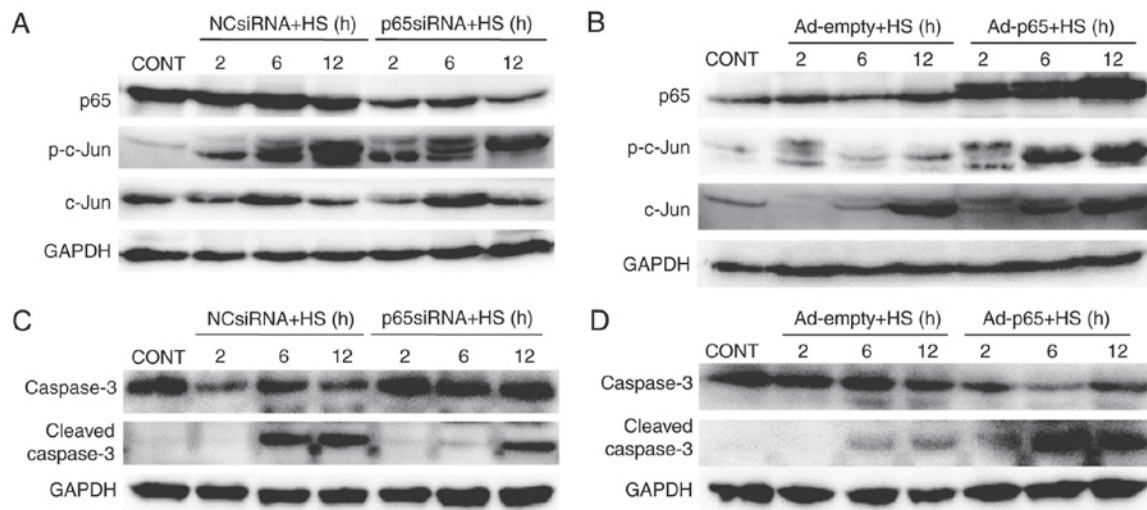 A
NCsiRNA+HS (h) p65siRNA+HS (h)
CONT 2 6 12 2 6 12
p65
p-c-Jun
c-Jun
GAPDH
B
Ad-empty+HS (h) Ad-p65+HS (h)
CONT 2 6 12 2 6 12
p65
p-c-Jun
c-Jun
GAPDH
C
NCsiRNA+HS (h) p65siRNA+HS (h)
CONT 2 6 12 2 6 12
Caspase-3
Cleaved
caspase-3
GAPDH
D
Ad-empty+HS (h) Ad-p65+HS (h)
CONT 2 6 12 2 6 12
Caspase-3
Cleaved
caspase-3
GAPDH